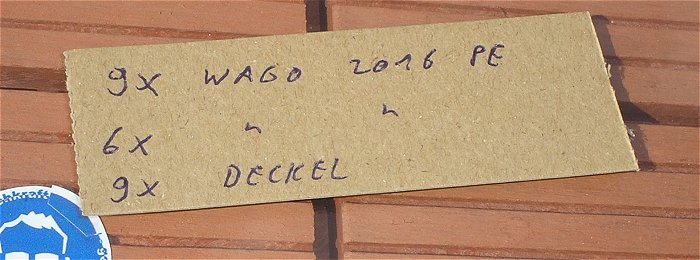 9x WAGO 2016 PE
6x " "
9x DECKEL